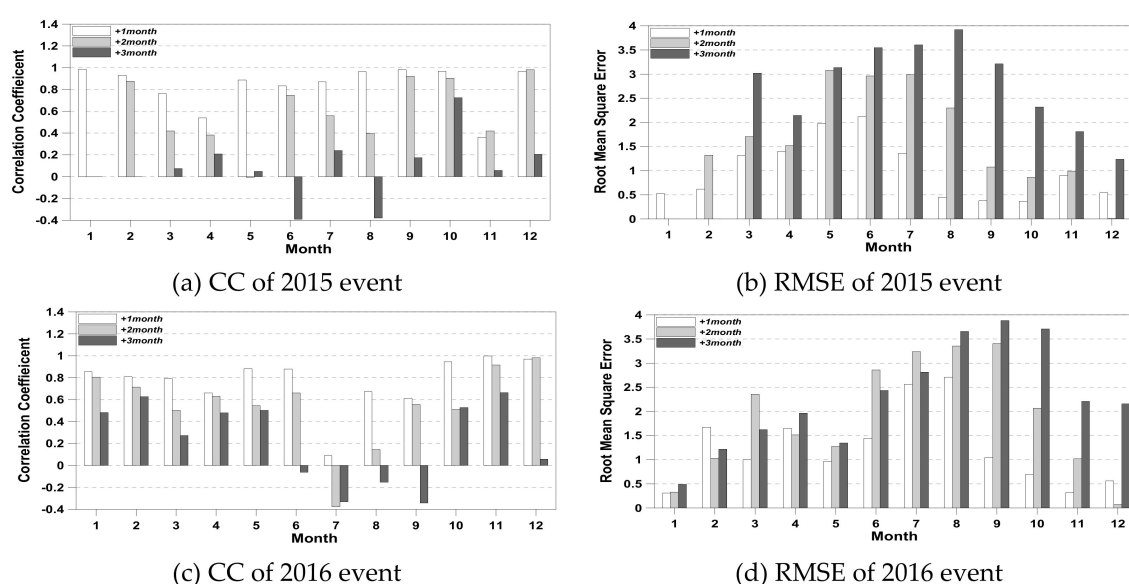 1.4
1.2
1
0.8
0.6
0.4
0.2
0
-0.2
-0.4
Correlation Coeffieicent
+1month
+2month
+3month
1 2 3 4 5 6 7 8 9 10 11 12
Month
(a) CC of 2015 event
4
3.5
3
2.5
2
1.5
1
0.5
0
Root Mean Square Error
+1month
+2month
+3month
1 2 3 4 5 6 7 8 9 10 11 12
Month
(b) RMSE of 2015 event
1.4
1.2
1
0.8
0.6
0.4
0.2
0
-0.2
-0.4
Correlation Coeffieicent
+1month
+2month
+3month
1 2 3 4 5 6 7 8 9 10 11 12
Month
(c) CC of 2016 event
4
3.5
3
2.5
2
1.5
1
0.5
0
Root Mean Square Error
+1month
+2month
+3month
1 2 3 4 5 6 7 8 9 10 11 12
Month
(d) RMSE of 2016 event